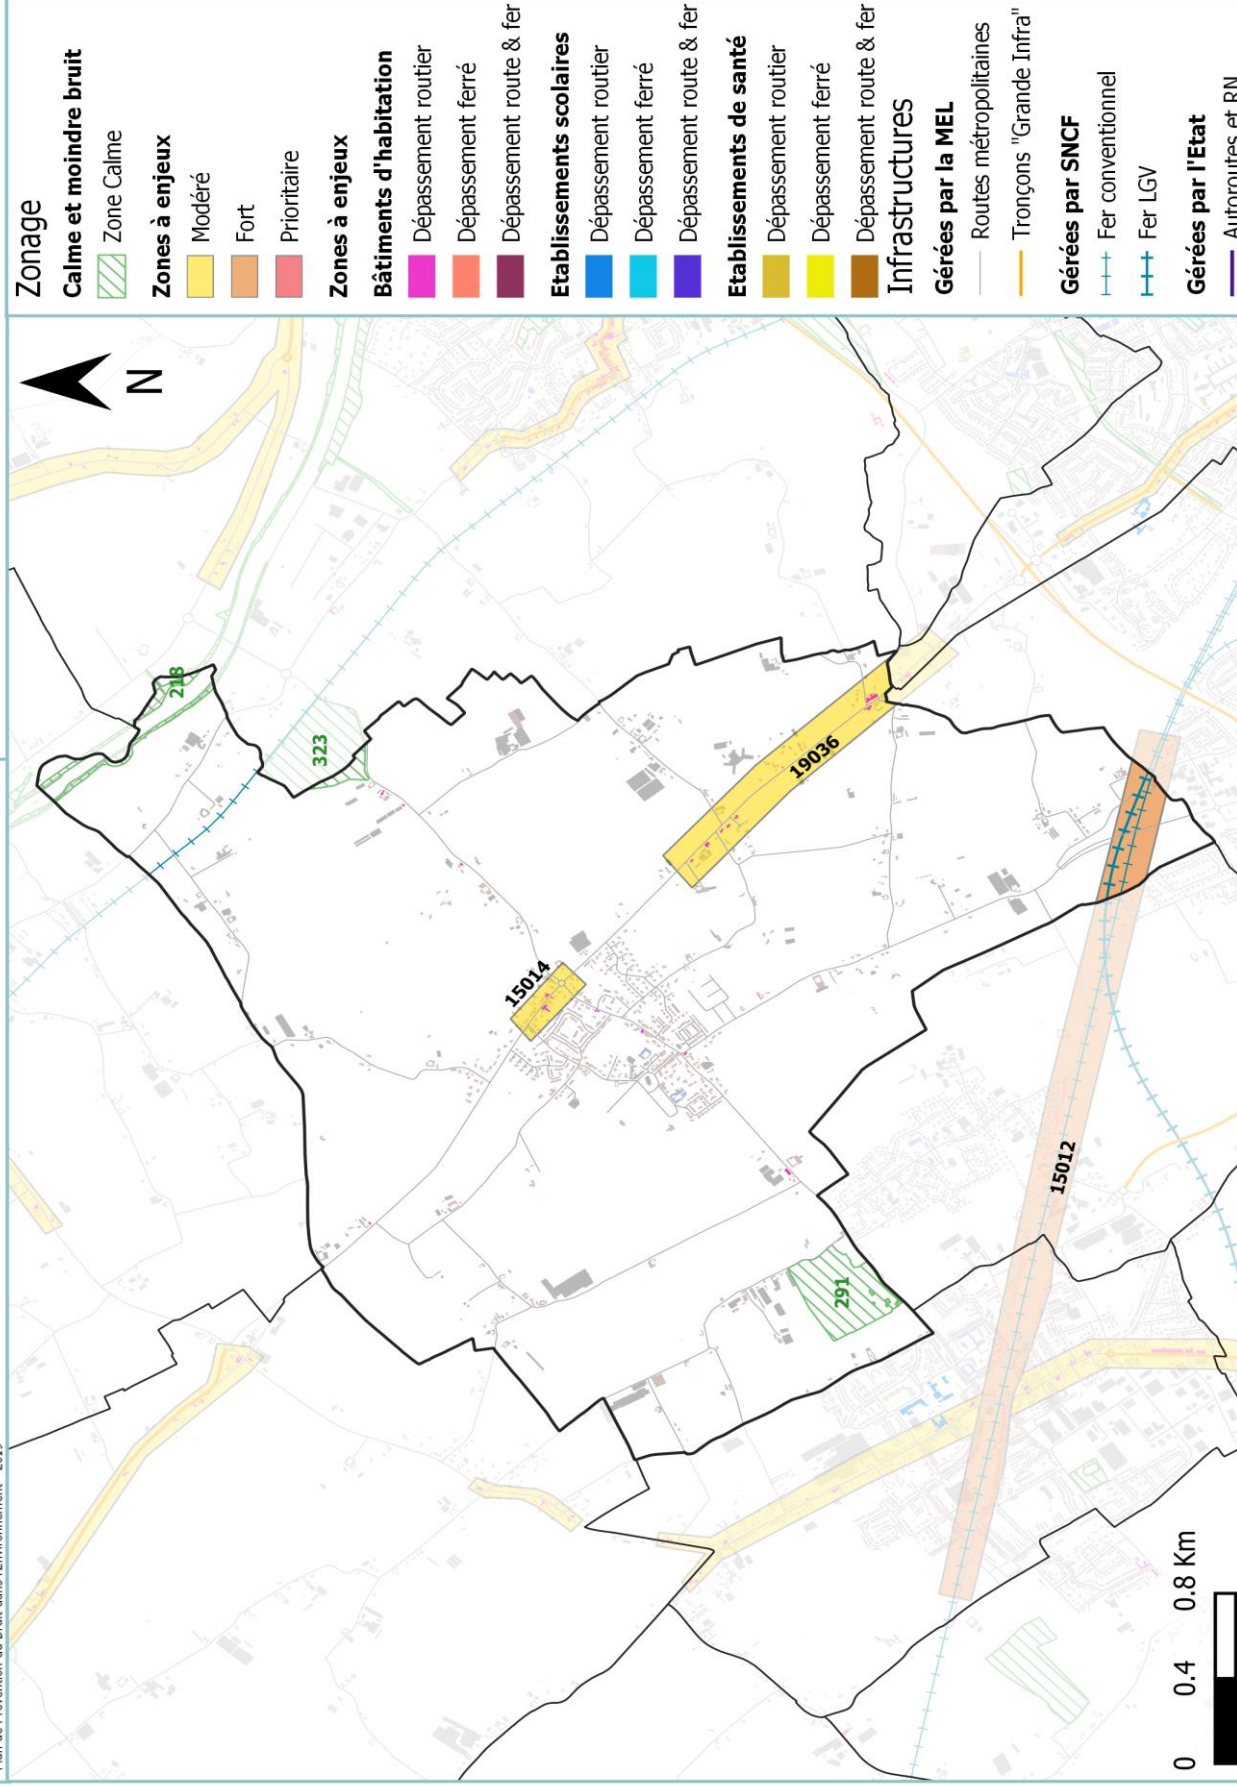 Zonage
Calme et moindre bruit
Zone Calme
Zones à enjeux
Modéré
Fort
Prioritaire
Zones à enjeux
Bâtiments d'habitation
Dépassement routier
Dépassement ferré
Dépassement route & fer
Etablissements scolaires
Dépassement routier
Dépassement ferré
Dépassement route & fer
Etablissements de santé
Dépassement routier
Dépassement ferré
Dépassement route & fer
Infrastructures
Gérées par la MEL
Routes métropolitaines
Tronçons "Grande Infra"
Gérées par SNCF
Fer conventionnel
Fer LGV
Gérées par l'Etat
Autoroutes et RN
N
218
323
19036
15014
15012
291
0 0.4 0.8 Km